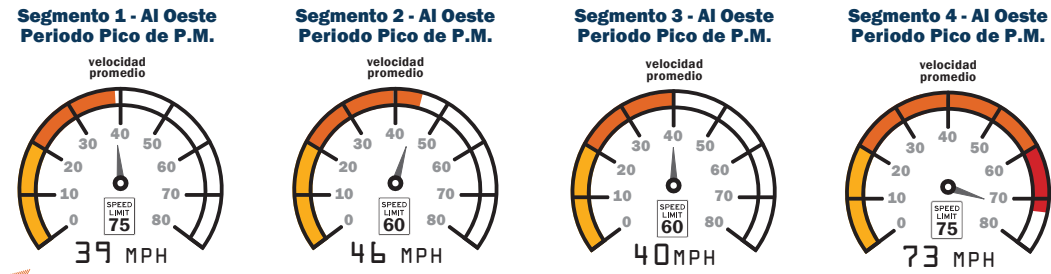 Segmento 1 - Al Oeste
Periodo Pico de P.M.
velocidad
promedio
40
30 50
20 60
10 70
0 80
SPEED
LIMIT
75
39 MPH
Segmento 2 - Al Oeste
Periodo Pico de P.M.
velocidad
promedio
40
30 50
20 60
10 70
0 80
SPEED
LIMIT
60
46 MPH
Segmento 3 - Al Oeste
Periodo Pico de P.M.
velocidad
promedio
40
30 50
20 60
10 70
0 80
SPEED
LIMIT
60
40 MPH
Segmento 4 - Al Oeste
Periodo Pico de P.M.
velocidad
promedio
40
30 50
20 60
10 70
0 80
SPEED
LIMIT
75
73 MPH